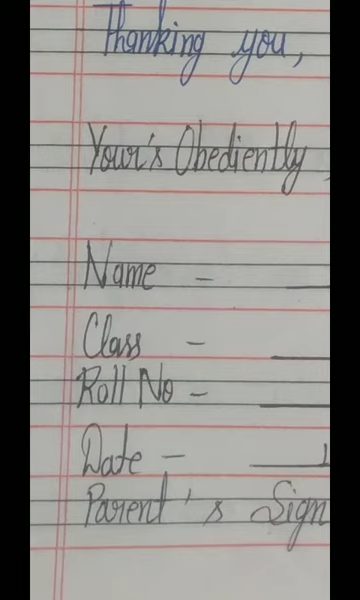 Thanking you,
Your's Obediently
Name -
Class -
Roll No -
Date -
Parent's Sign